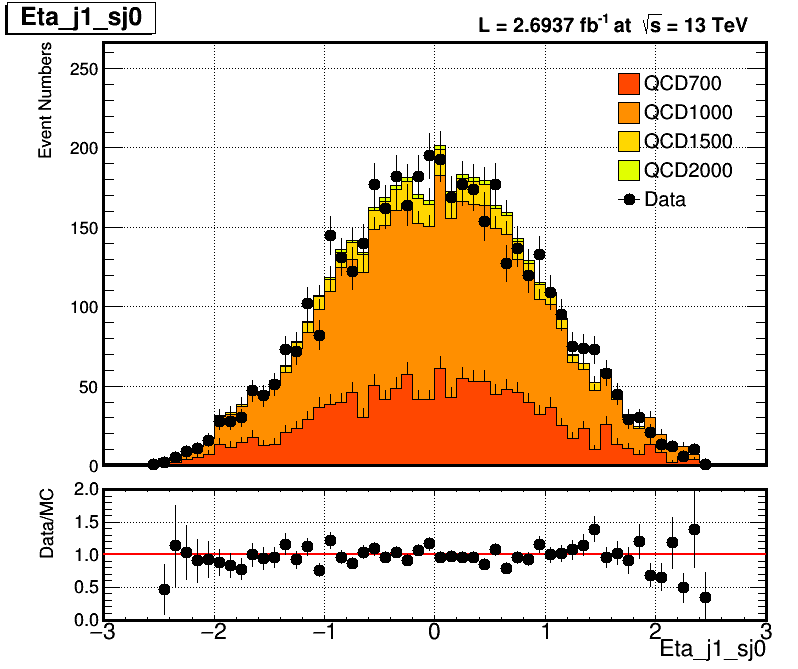 Eta_j1_sj0
L = 2.6937 fb-1 at √s = 13 TeV
Event Numbers
250
200
150
100
50
0
QCD700
QCD1000
QCD1500
QCD2000
Data
Data/MC
2.0
1.5
1.0
0.5
0.0
−3 −2 −1 0 1 2 3
Eta_j1_sj0